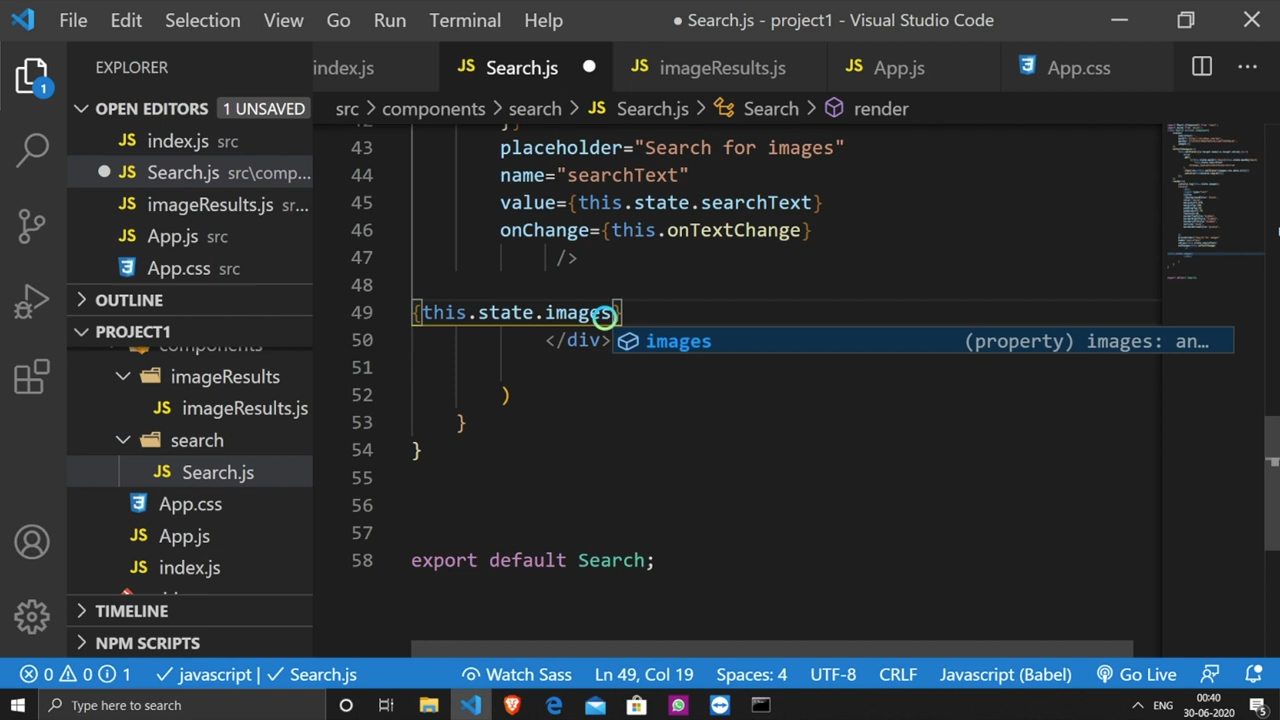 File Edit Selection View Go Run Terminal Help ● Search.js - project1 - Visual Studio Code
EXPLORER
index.js
JS Search.js
JS imageResults.js
JS App.js
App.css
OPEN EDITORS 1 UNSAVED
JS index.js src
JS Search.js src\comp...
JS imageResults.js sr...
JS App.js src
App.css src
OUTLINE
PROJECT1
components
imageResults
JS imageResults.js
search
JS Search.js
App.css
JS App.js
JS index.js
TIMELINE
NPM SCRIPTS
src > components > search > JS Search.js > Search > render
43 placeholder="Search for images"
44 name="searchText"
45 value={this.state.searchText}
46 onChange={this.onTextChange}
47 />
48
49 {this.state.images}
50 </div>
images (property) images: an...
51
52 )
53 }
54 }
55
56
57
58 export default Search;
0 0 1 javascript | Search.js Watch Sass Ln 49, Col 19 Spaces: 4 UTF-8 CRLF Javascript (Babel) Go Live
Type here to search
ENG
00:40
30-06-2020
5